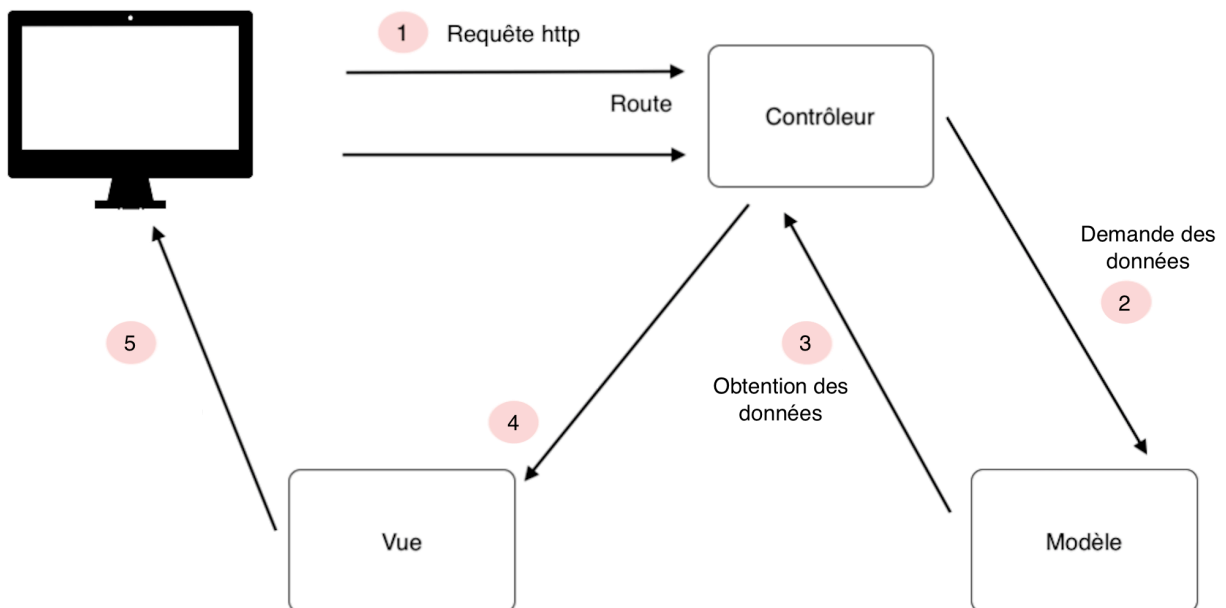 1 Requête http
Route
Contrôleur
Demande des
données
2
3
Obtention des
données
4
5
Vue
Modèle